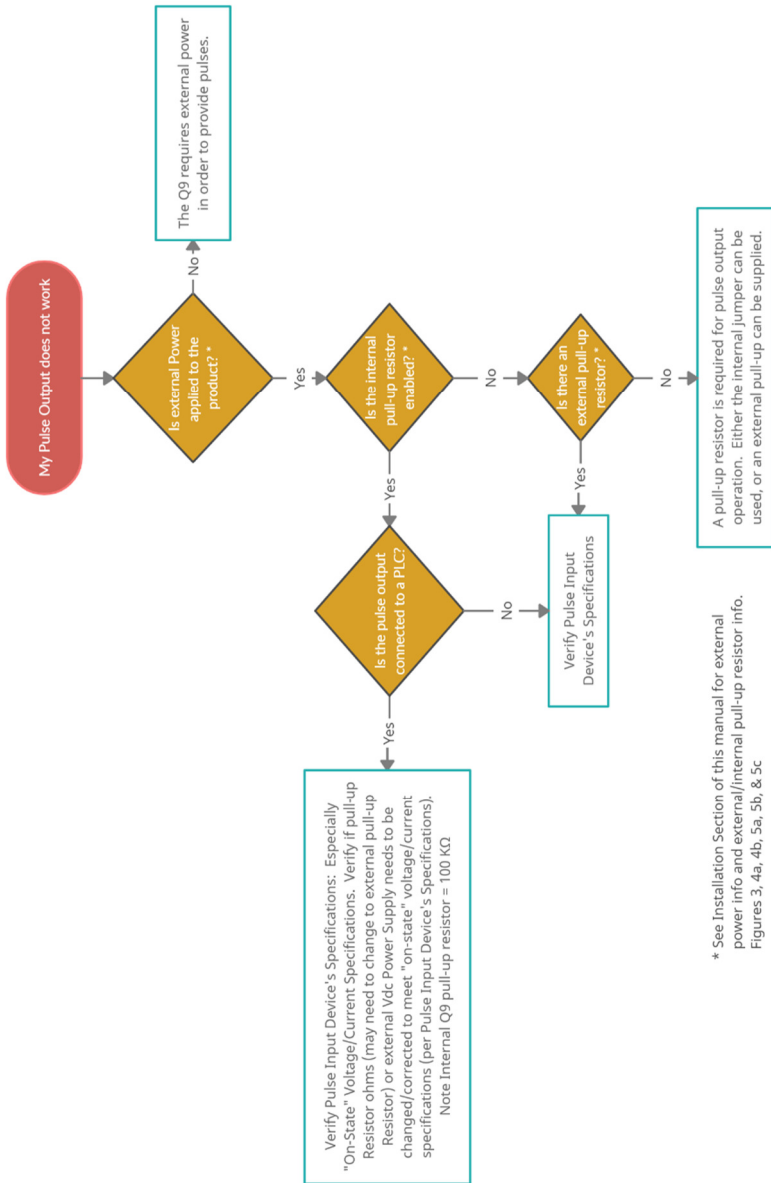 My Pulse Output does not work
Is external Power
applied to the
product? *
No
The Q9 requires external power
in order to provide pulses.
Yes
Is the internal
pull-up resistor
enabled? *
Yes
Is the pulse output
connected to a PLC?
Yes
Verify Pulse Input Device's Specifications:  Especially
"On-State" Voltage/Current Specifications.  Verify if pull-up
Resistor ohms (may need to change to external pull-up
Resistor) or external Vdc Power Supply needs to be
changed/corrected to meet "on-state" voltage/current
specifications (per Pulse Input Device's Specifications).
Note Internal Q9 pull-up resistor = 100 KΩ
No
Verify Pulse Input
Device's Specifications
No
Is there an
external pull-up
resistor? *
Yes
No
A pull-up resistor is required for pulse output
operation.  Either the internal jumper can be
used, or an external pull-up can be supplied.
* See Installation Section of this manual for external
power info and external/internal pull-up resistor info.
Figures 3, 4a, 4b, 5a, 5b, & 5c